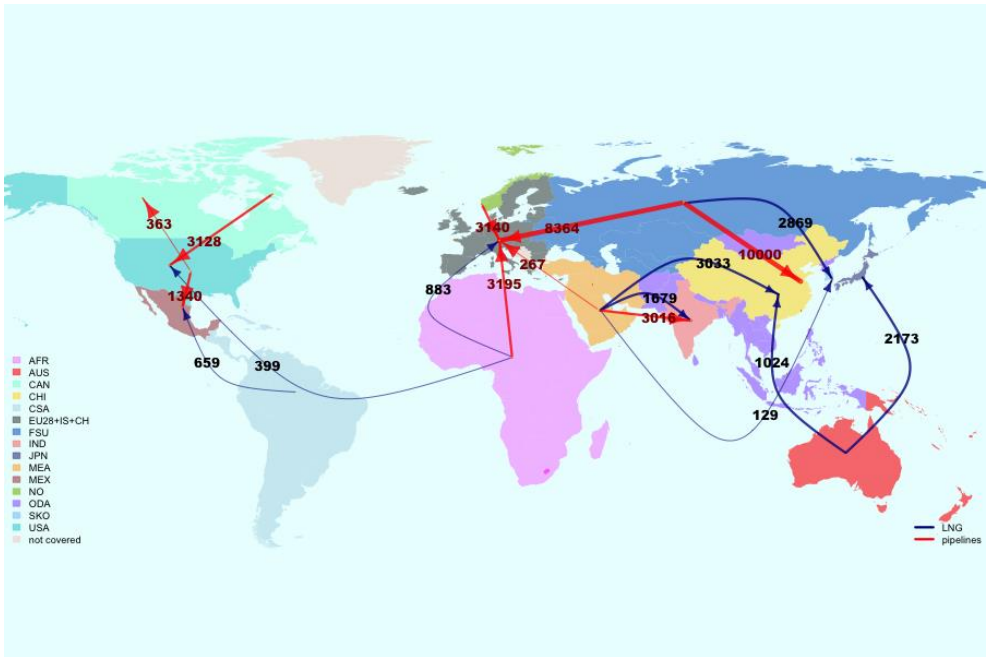 363
3128
1340
659
399
883
3140
8364
267
3195
3033
1679
3016
10000
2869
1024
129
2173
AFR
AUS
CAN
CHI
CSA
EU28+IS+CH
FSU
IND
JPN
MEA
MEX
NO
ODA
SKO
USA
not covered
LNG
pipelines